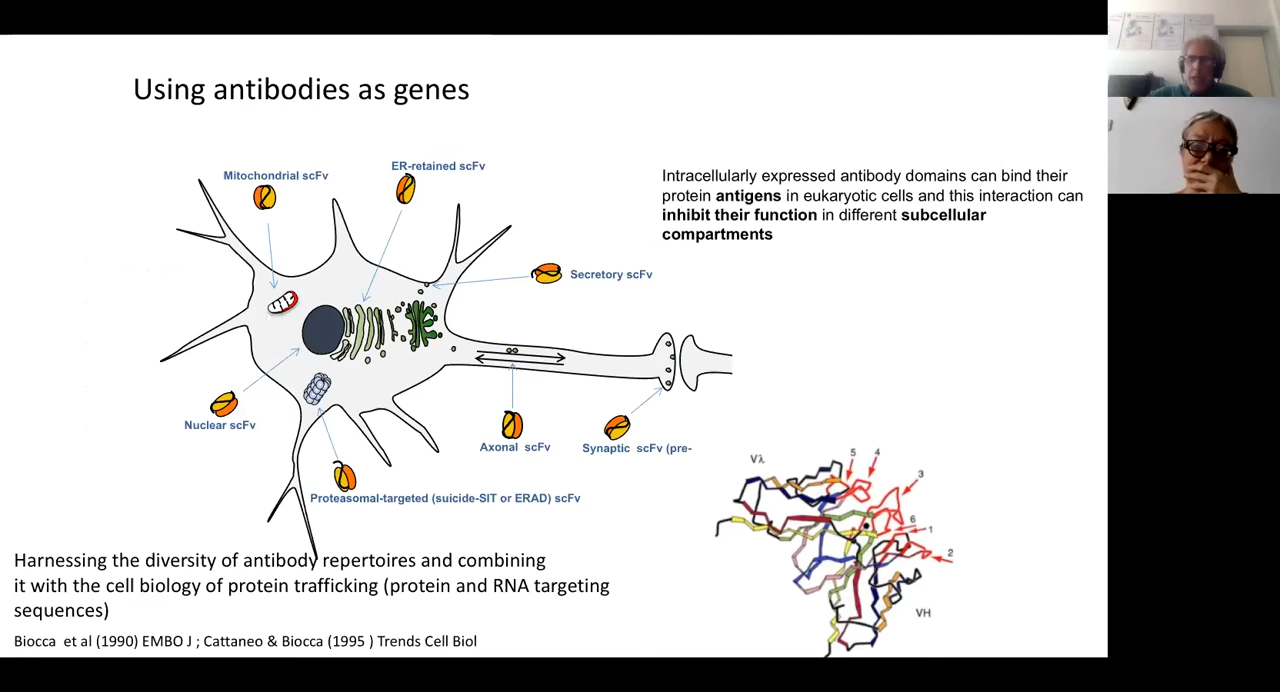 Using antibodies as genes
Mitochondrial scFv
ER-retained scFv
Intracellularly expressed antibody domains can bind their
protein antigens in eukaryotic cells and this interaction can
inhibit their function in different subcellular
compartments
Secretory scFv
Nuclear scFv
Axonal scFv
Synaptic scFv (pre-
Proteasomal-targeted (suicide-SIT or ERAD) scFv
Vλ
5
4
3
6
1
2
VH
Harnessing the diversity of antibody repertoires and combining
it with the cell biology of protein trafficking (protein and RNA targeting
sequences)
Biocca et al (1990) EMBO J ; Cattaneo & Biocca (1995 ) Trends Cell Biol